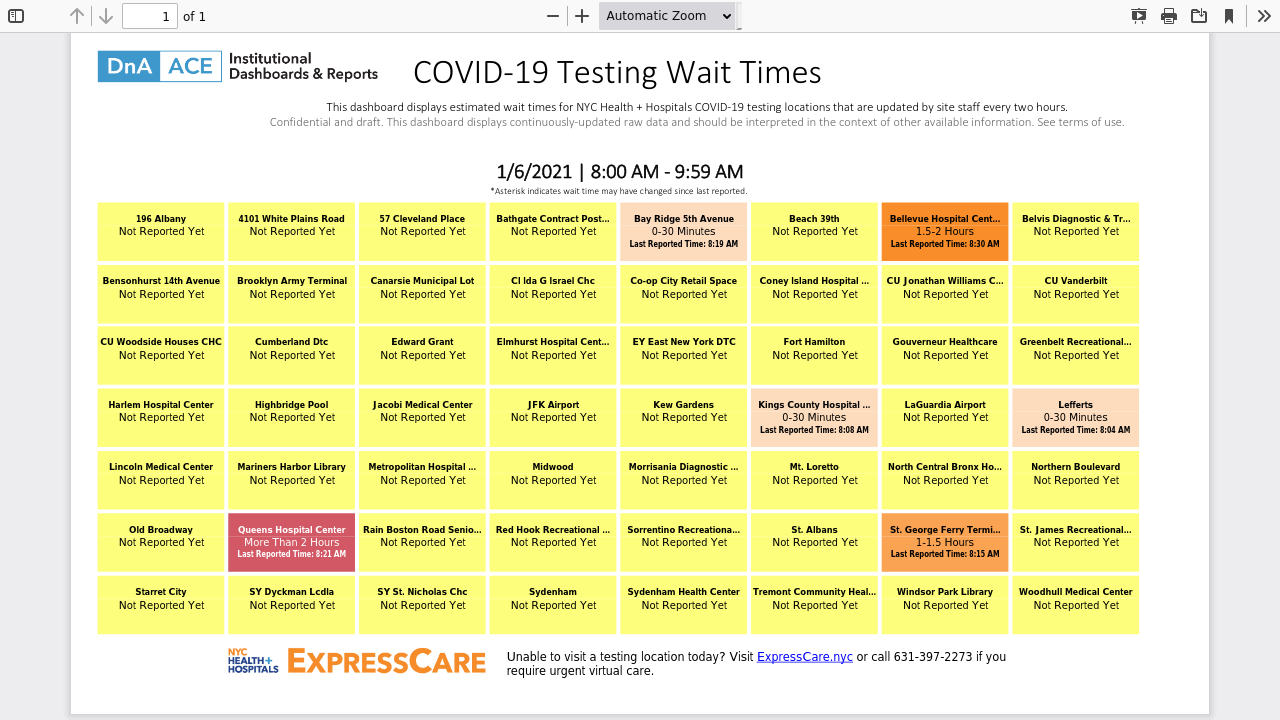 1 of 1 Automatic Zoom
DnA ACE Institutional Dashboards & Reports
COVID-19 Testing Wait Times
This dashboard displays estimated wait times for NYC Health + Hospitals COVID-19 testing locations that are updated by site staff every two hours.
Confidential and draft. This dashboard displays continuously-updated raw data and should be interpreted in the context of other available information. See terms of use.
1/6/2021 | 8:00 AM - 9:59 AM
*Asterisk indicates wait time may have changed since last reported.
196 Albany
Not Reported Yet
4101 White Plains Road
Not Reported Yet
57 Cleveland Place
Not Reported Yet
Bathgate Contract Post...
Not Reported Yet
Bay Ridge 5th Avenue
0-30 Minutes
Last Reported Time: 8:19 AM
Beach 39th
Not Reported Yet
Bellevue Hospital Cent...
1.5-2 Hours
Last Reported Time: 8:30 AM
Belvis Diagnostic & Tr...
Not Reported Yet
Bensonhurst 14th Avenue
Not Reported Yet
Brooklyn Army Terminal
Not Reported Yet
Canarsie Municipal Lot
Not Reported Yet
Cl Ida G Israel Chc
Not Reported Yet
Co-op City Retail Space
Not Reported Yet
Coney Island Hospital ...
Not Reported Yet
CU Jonathan Williams C...
Not Reported Yet
CU Vanderbilt
Not Reported Yet
CU Woodside Houses CHC
Not Reported Yet
Cumberland Dtc
Not Reported Yet
Edward Grant
Not Reported Yet
Elmhurst Hospital Cent...
Not Reported Yet
EY East New York DTC
Not Reported Yet
Fort Hamilton
Not Reported Yet
Gouverneur Healthcare
Not Reported Yet
Greenbelt Recreational...
Not Reported Yet
Harlem Hospital Center
Not Reported Yet
Highbridge Pool
Not Reported Yet
Jacobi Medical Center
Not Reported Yet
JFK Airport
Not Reported Yet
Kew Gardens
Not Reported Yet
Kings County Hospital ...
0-30 Minutes
Last Reported Time: 8:08 AM
LaGuardia Airport
Not Reported Yet
Lefferts
0-30 Minutes
Last Reported Time: 8:04 AM
Lincoln Medical Center
Not Reported Yet
Mariners Harbor Library
Not Reported Yet
Metropolitan Hospital ...
Not Reported Yet
Midwood
Not Reported Yet
Morrisania Diagnostic ...
Not Reported Yet
Mt. Loretto
Not Reported Yet
North Central Bronx Ho...
Not Reported Yet
Northern Boulevard
Not Reported Yet
Old Broadway
Not Reported Yet
Queens Hospital Center
More Than 2 Hours
Last Reported Time: 8:21 AM
Rain Boston Road Senio...
Not Reported Yet
Red Hook Recreational ...
Not Reported Yet
Sorrentino Recreationa...
Not Reported Yet
St. Albans
Not Reported Yet
St. George Ferry Termi...
1-1.5 Hours
Last Reported Time: 8:15 AM
St. James Recreational...
Not Reported Yet
Starret City
Not Reported Yet
SY Dyckman Lcdla
Not Reported Yet
SY St. Nicholas Chc
Not Reported Yet
Sydenham
Not Reported Yet
Sydenham Health Center
Not Reported Yet
Tremont Community Heal...
Not Reported Yet
Windsor Park Library
Not Reported Yet
Woodhull Medical Center
Not Reported Yet
NYC
HEALTH+
HOSPITALS
EXPRESSCARE
Unable to visit a testing location today? Visit ExpressCare.nyc or call 631-397-2273 if you
require urgent virtual care.